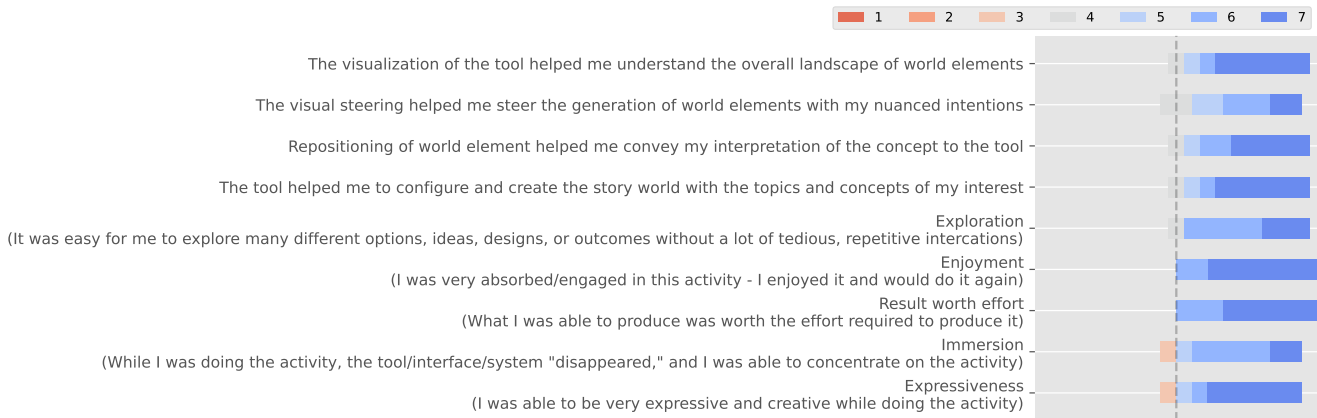 1 2 3 4 5 6 7
The visualization of the tool helped me understand the overall landscape of world elements
The visual steering helped me steer the generation of world elements with my nuanced intentions
Repositioning of world element helped me convey my interpretation of the concept to the tool
The tool helped me to configure and create the story world with the topics and concepts of my interest
Exploration
(It was easy for me to explore many different options, ideas, designs, or outcomes without a lot of tedious, repetitive intercations)
Enjoyment
(I was very absorbed/engaged in this activity - I enjoyed it and would do it again)
Result worth effort
(What I was able to produce was worth the effort required to produce it)
Immersion
(While I was doing the activity, the tool/interface/system "disappeared," and I was able to concentrate on the activity)
Expressiveness
(I was able to be very expressive and creative while doing the activity)